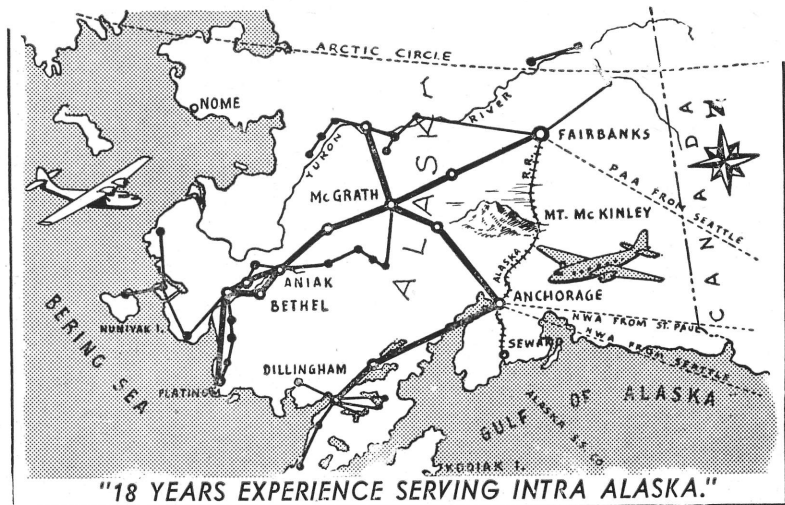 ARCTIC CIRCLE
NOME
YUKON
RIVER
FAIRBANKS
R.R.
PAA FROM SEATTLE
CANADA
N
McGRATH
ALASKA
MT. McKINLEY
ALASKA
ANIAK
BETHEL
ANCHORAGE
NUNIVAK I.
BERING SEA
NWA FROM ST. PAUL
NWA FROM SEATTLE
SEWARD
DILLINGHAM
PLATINUM
GULF OF ALASKA
ALASKA S.S. CO.
KODIAK I.
"18 YEARS EXPERIENCE SERVING INTRA ALASKA."